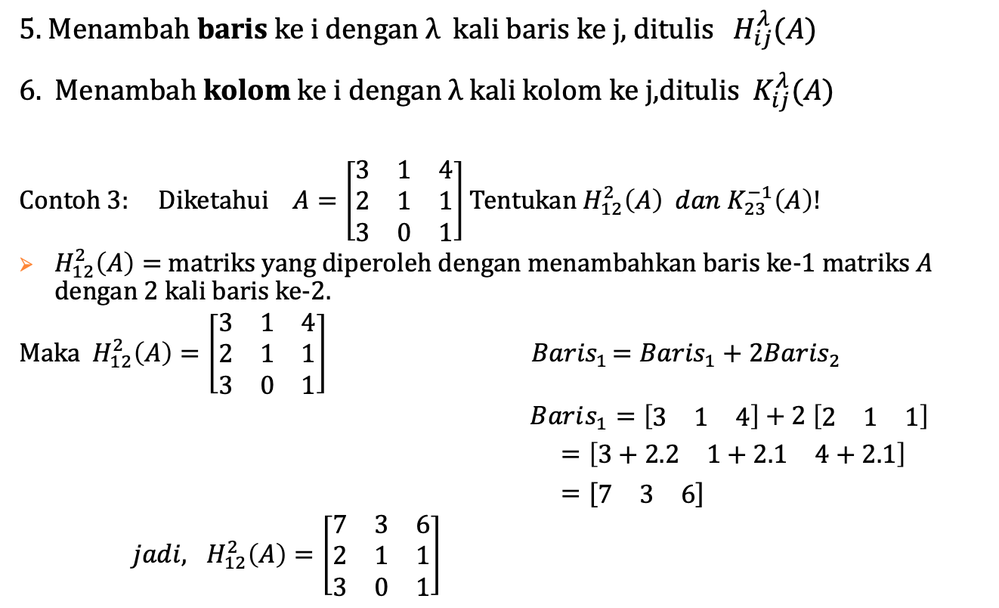 5. Menambah baris ke i dengan λ kali baris ke j, ditulis $H_{ij}^{λ}(A)$
6. Menambah kolom ke i dengan λ kali kolom ke j,ditulis $K_{ij}^{λ}(A)$
Contoh 3: Diketahui $A = \begin{bmatrix} 3 & 1 & 4 \\ 2 & 1 & 1 \\ 3 & 0 & 1 \end{bmatrix}$ Tentukan $H_{12}^{2}(A)$ dan $K_{23}^{-1}(A)$!
➢ $H_{12}^{2}(A)$ = matriks yang diperoleh dengan menambahkan baris ke-1 matriks A
dengan 2 kali baris ke-2.
Maka $H_{12}^{2}(A) = \begin{bmatrix} 3 & 1 & 4 \\ 2 & 1 & 1 \\ 3 & 0 & 1 \end{bmatrix}$
$Baris_1 = Baris_1 + 2Baris_2$
$Baris_1 = [3 \quad 1 \quad 4] + 2 [2 \quad 1 \quad 1]$
$= [3 + 2.2 \quad 1 + 2.1 \quad 4 + 2.1]$
$= [7 \quad 3 \quad 6]$
jadi, $H_{12}^{2}(A) = \begin{bmatrix} 7 & 3 & 6 \\ 2 & 1 & 1 \\ 3 & 0 & 1 \end{bmatrix}$